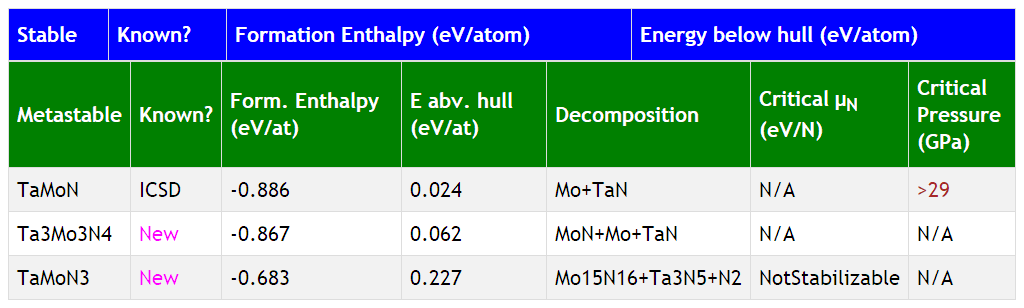 Stable Known? Formation Enthalpy (eV/atom) Energy below hull (eV/atom)
Metastable Known? Form. Enthalpy (eV/at) E abv. hull (eV/at) Decomposition Critical μN (eV/N) Critical Pressure (GPa)
TaMoN ICSD -0.886 0.024 Mo+TaN N/A >29
Ta3Mo3N4 New -0.867 0.062 MoN+Mo+TaN N/A N/A
TaMoN3 New -0.683 0.227 Mo15N16+Ta3N5+N2 NotStabilizable N/A